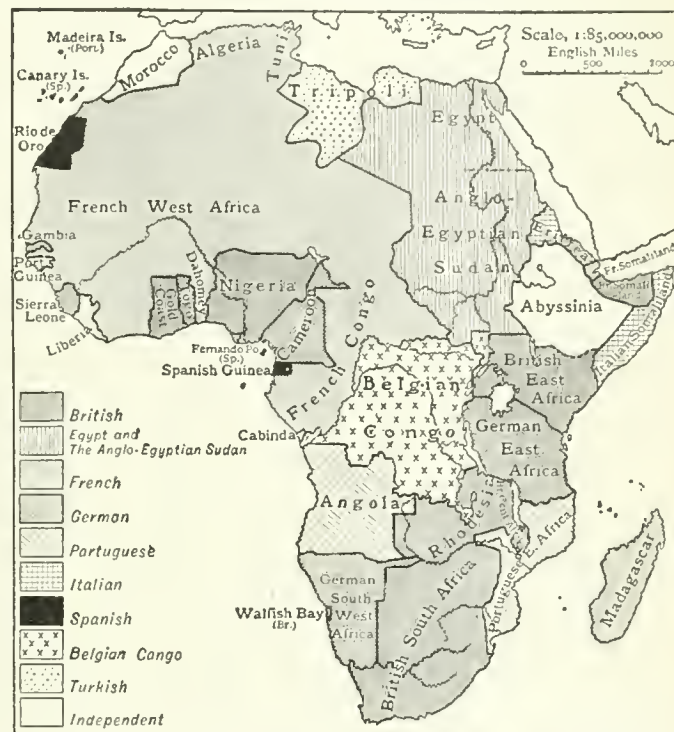 Scale, 1:85,000,000
English Miles
0 500 1000
Madeira Is.
(Port.)
Canary Is.
(Sp.)
Morocco
Algeria
Tunis
Tripoli
Egypt
Rio de
Oro
French West Africa
Anglo-
Egyptian
Sudan
Eritrea
Fr. Somaliland
Gambia
Port.
Guinea
Sierra
Leone
Liberia
Gold
Coast
Togo
Dahomey
Nigeria
Cameroon
French Congo
Abyssinia
Italian Somaliland
Fernando Po
(Sp.)
Spanish Guinea
Belgian
Congo
British
East
Africa
German
East
Africa
Cabinda
Angola
Rhodesia
Portuguese
E. Africa
Madagascar
German
South
West
Africa
Walfish Bay
(Br.)
British South Africa
British
Egypt and
The Anglo-Egyptian Sudan
French
German
Portuguese
Italian
Spanish
Belgian Congo
Turkish
Independent